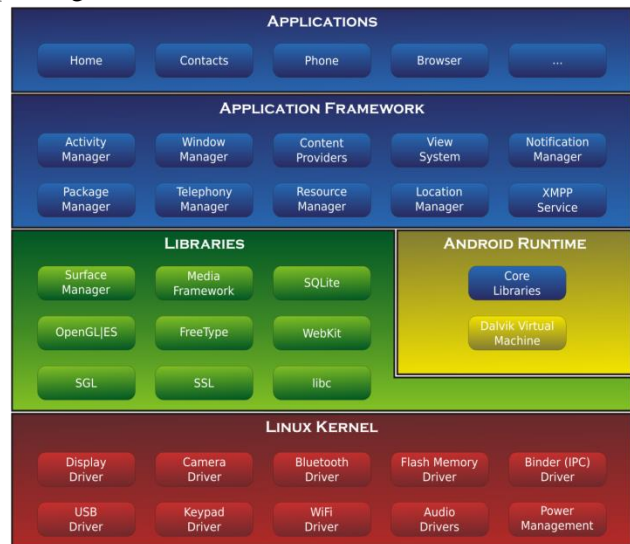 APPLICATIONS
Home
Contacts
Phone
Browser
...
APPLICATION FRAMEWORK
Activity
Manager
Window
Manager
Content
Providers
View
System
Notification
Manager
Package
Manager
Telephony
Manager
Resource
Manager
Location
Manager
XMPP
Service
LIBRARIES
Surface
Manager
Media
Framework
SQLite
OpenGL|ES
FreeType
WebKit
SGL
SSL
libc
ANDROID RUNTIME
Core
Libraries
Dalvik Virtual
Machine
LINUX KERNEL
Display
Driver
Camera
Driver
Bluetooth
Driver
Flash Memory
Driver
Binder (IPC)
Driver
USB
Driver
Keypad
Driver
WiFi
Driver
Audio
Drivers
Power
Management